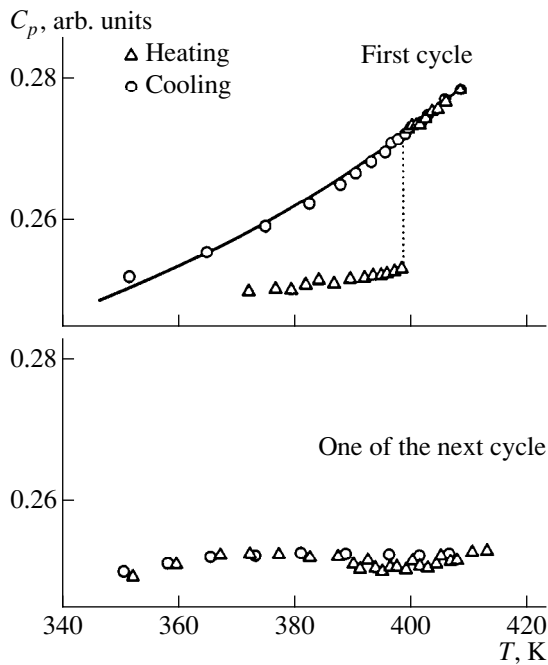 C_p, arb. units
△ Heating
○ Cooling
First cycle
0.28
0.26
0.28
One of the next cycle
0.26
340 360 380 400 420
T, K